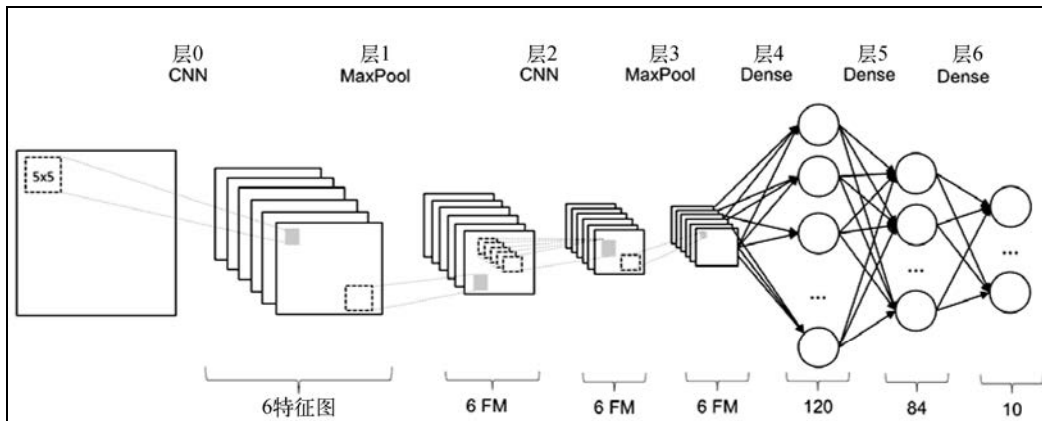 层0 层1 层2 层3 层4 层5 层6
CNN MaxPool CNN MaxPool Dense Dense Dense
5x5
...
...
...
6特征图 6 FM 6 FM 6 FM 120 84 10